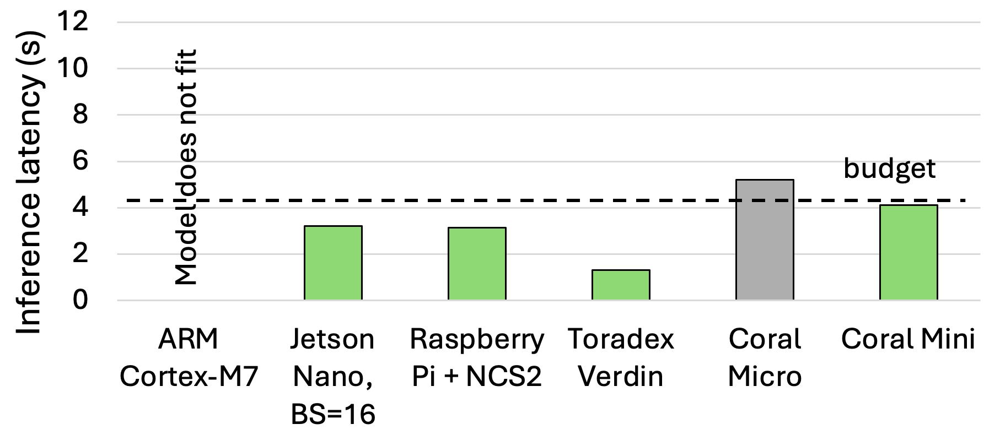 Inference latency (s)
12
10
8
6
4
2
0
Model does not fit
budget
ARM
Cortex-M7
Jetson
Nano,
BS=16
Raspberry
Pi + NCS2
Toradex
Verdin
Coral
Micro
Coral Mini